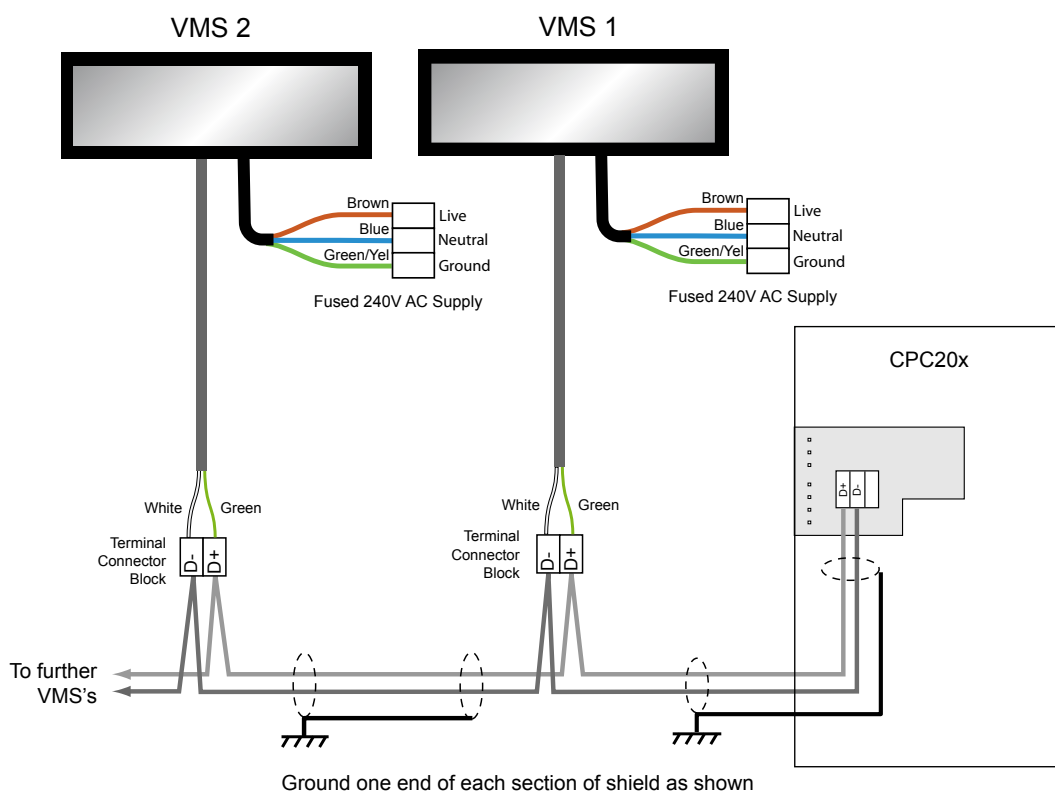 VMS 2
VMS 1
Brown
Live
Blue
Neutral
Green/Yel
Ground
Fused 240V AC Supply
Brown
Live
Blue
Neutral
Green/Yel
Ground
Fused 240V AC Supply
CPC20x
D+
D-
White
Green
Terminal
Connector
Block
D-
D+
White
Green
Terminal
Connector
Block
D-
D+
To further
VMS's
Ground one end of each section of shield as shown